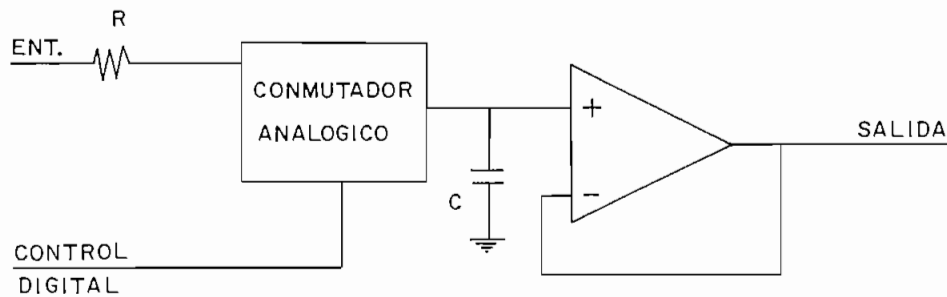 R
ENT.
CONMUTADOR
ANALOGICO
+
SALIDA
−
C
CONTROL
DIGITAL